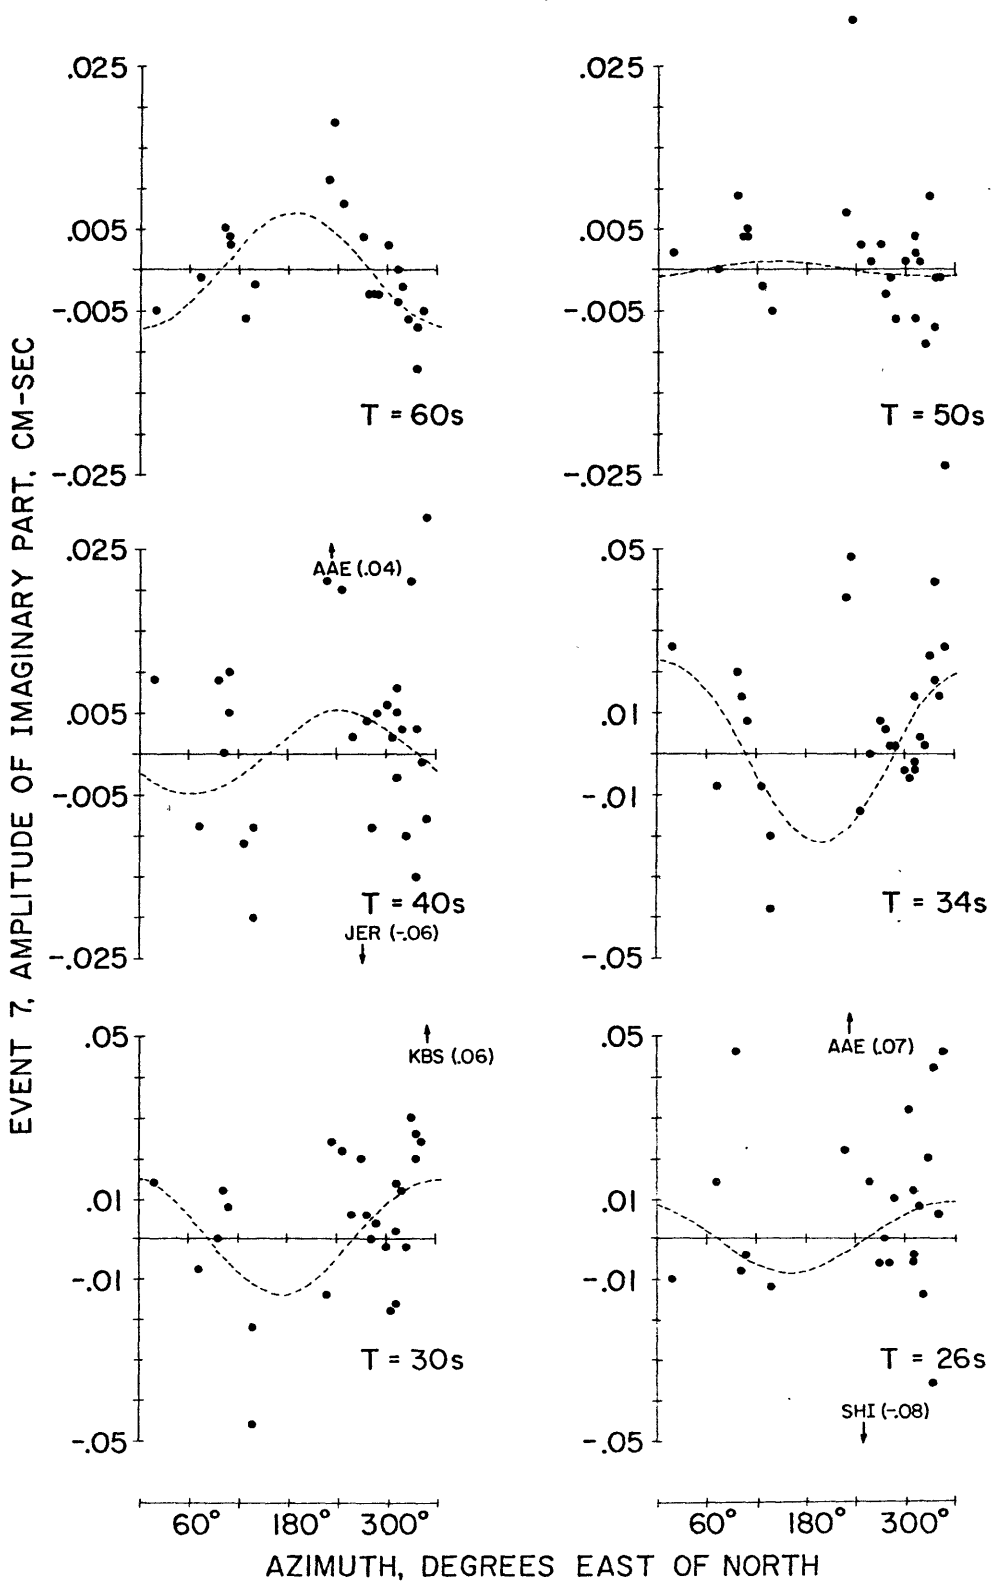 EVENT 7, AMPLITUDE OF IMAGINARY PART, CM-SEC
.025
.005
-.005
-.025
T = 60s
.025
.005
-.005
-.025
T = 50s
.025
.005
-.005
-.025
AAE (.04)
T = 40s
JER (-.06)
.05
.01
-.01
-.05
T = 34s
.05
.01
-.01
-.05
KBS (.06)
T = 30s
.05
.01
-.01
-.05
AAE (.07)
T = 26s
SHI (-.08)
60° 180° 300°
60° 180° 300°
AZIMUTH, DEGREES EAST OF NORTH